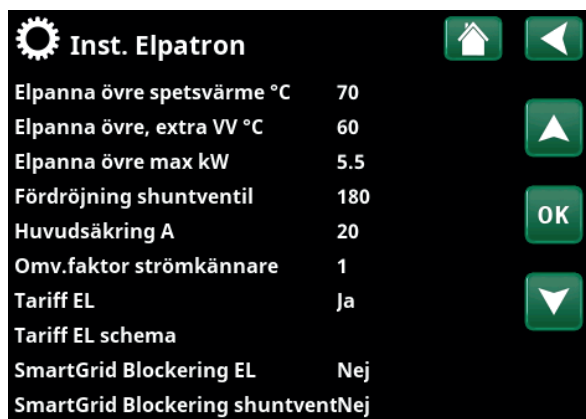 Inst. Elpatron
Elpanna övre spetsvärme °C 70
Elpanna övre, extra VV °C 60
Elpanna övre max kW 5.5
Fördröjning shuntventil 180
Huvudsäkring A 20
Omv.faktor strömkännare 1
Tariff EL Ja
Tariff EL schema
SmartGrid Blockering EL Nej
SmartGrid Blockering shuntventNej
OK